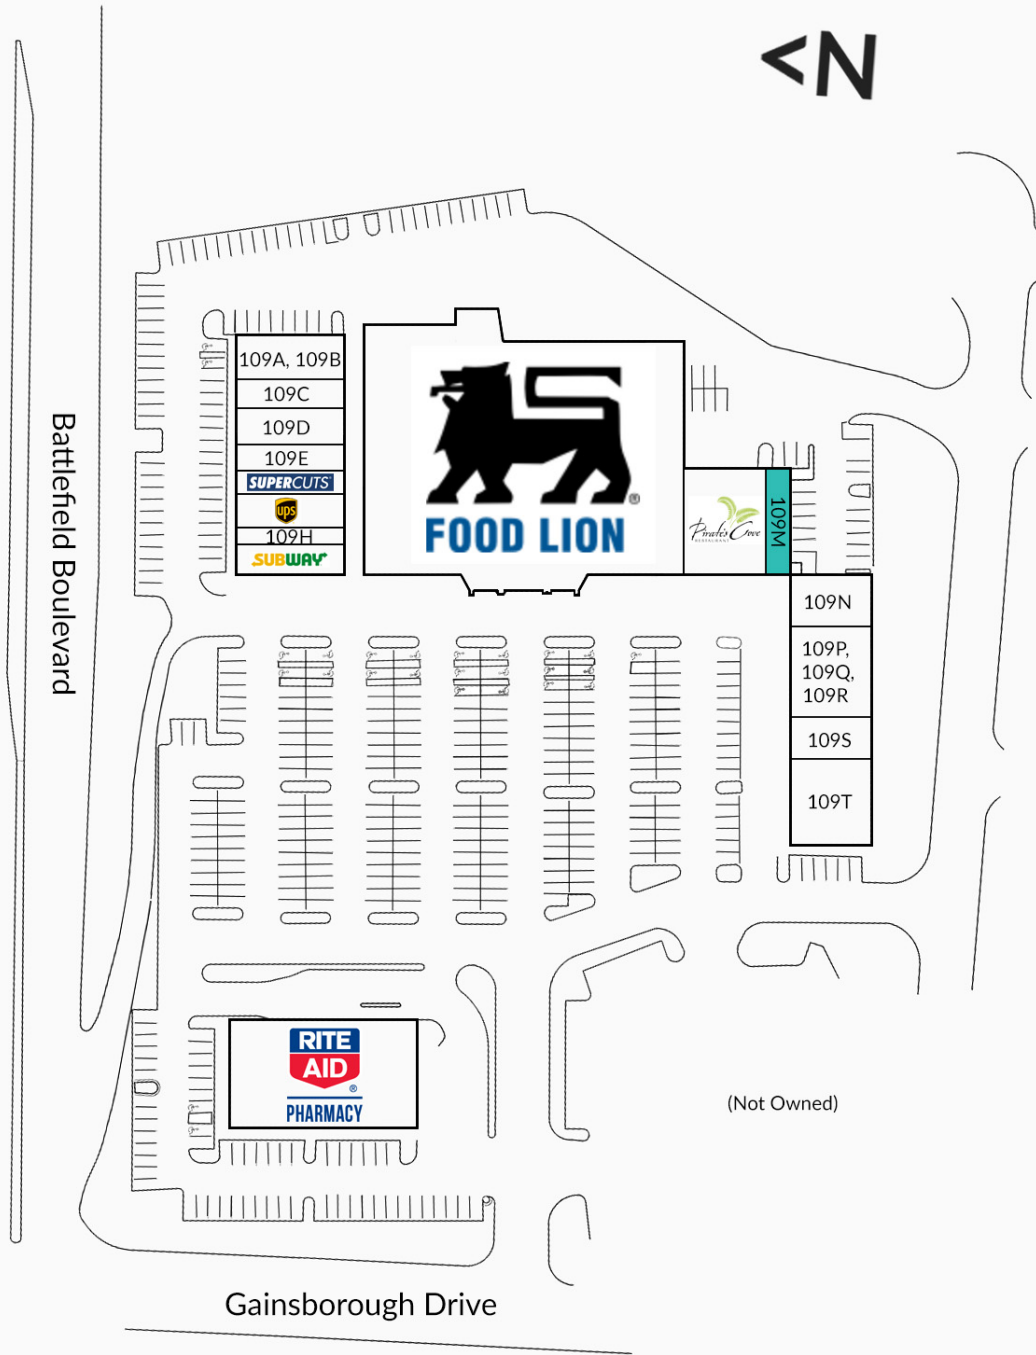 <N
109A, 109B
109C
109D
109E
SUPERCUTS
ups
109H
SUBWAY
FOOD LION
®
Pirate's Cove
RESTAURANT
109M
109N
109P,
109Q,
109R
109S
109T
Battlefield Boulevard
RITE
AID
®
PHARMACY
(Not Owned)
Gainsborough Drive